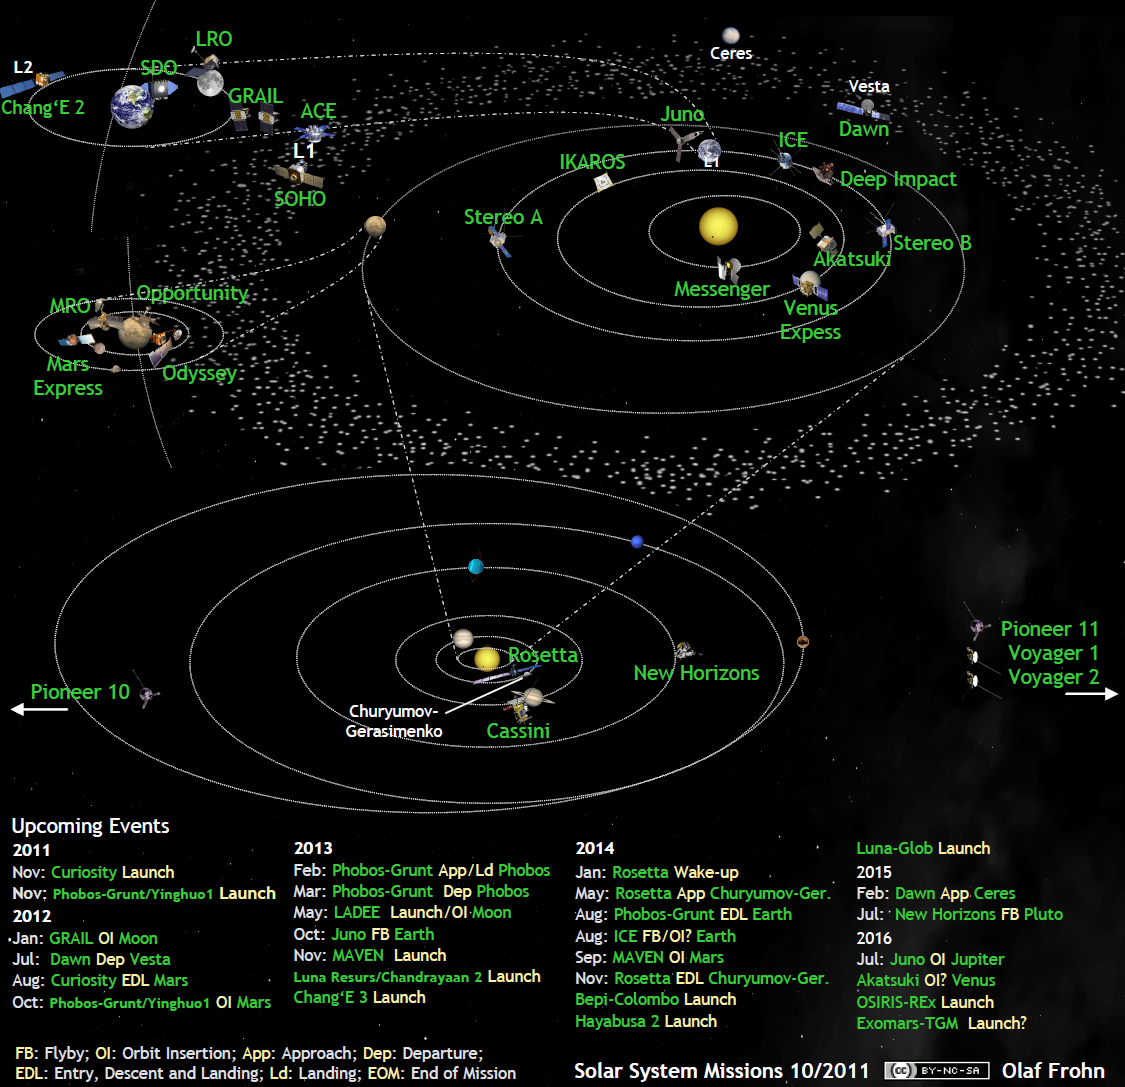 LRO
Ceres
L2
SDO
Vesta
Chang‘E 2
GRAIL
ACE
Juno
Dawn
L1
ICE
IKAROS
L1
SOHO
Deep Impact
Stereo A
Stereo B
Akatsuki
Messenger
Opportunity
MRO
Venus
Expess
Mars
Express
Odyssey
Rosetta
Pioneer 11
Voyager 1
New Horizons
Voyager 2
Pioneer 10
Churyumov-
Gerasimenko
Cassini
Upcoming Events
2011
Nov: Curiosity Launch
Nov: Phobos-Grunt/Yinghuo1 Launch
2012
Jan: GRAIL OI Moon
Jul: Dawn Dep Vesta
Aug: Curiosity EDL Mars
Oct: Phobos-Grunt/Yinghuo1 OI Mars
2013
Feb: Phobos-Grunt App/Ld Phobos
Mar: Phobos-Grunt Dep Phobos
May: LADEE Launch/OI Moon
Oct: Juno FB Earth
Nov: MAVEN Launch
Luna Resurs/Chandrayaan 2 Launch
Chang‘E 3 Launch
2014
Jan: Rosetta Wake-up
May: Rosetta App Churyumov-Ger.
Aug: Phobos-Grunt EDL Earth
Aug: ICE FB/OI? Earth
Sep: MAVEN OI Mars
Nov: Rosetta EDL Churyumov-Ger.
Bepi-Colombo Launch
Hayabusa 2 Launch
Luna-Glob Launch
2015
Feb: Dawn App Ceres
Jul: New Horizons FB Pluto
2016
Jul: Juno OI Jupiter
Akatsuki OI? Venus
OSIRIS-REx Launch
Exomars-TGM Launch?
FB: Flyby; OI: Orbit Insertion; App: Approach; Dep: Departure;
EDL: Entry, Descent and Landing; Ld: Landing; EOM: End of Mission
Solar System Missions 10/2011 cc BY-NC-SA Olaf Frohn